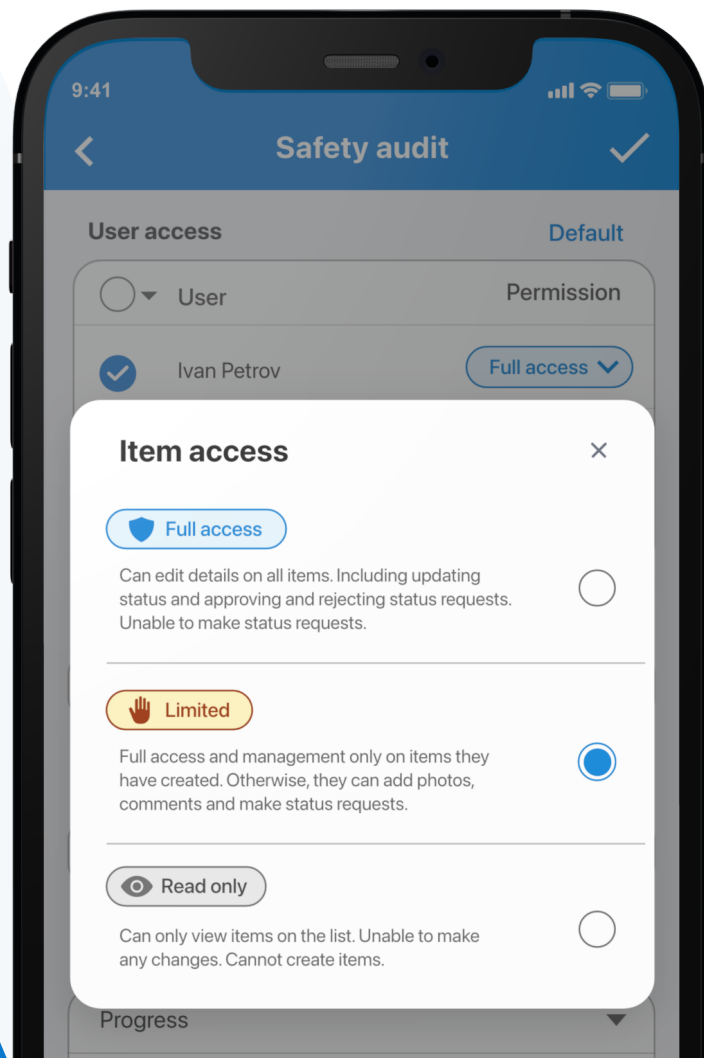 9:41
Safety audit
User access
Default
User
Permission
Ivan Petrov
Full access
Item access
Full access
Can edit details on all items. Including updating
status and approving and rejecting status requests.
Unable to make status requests.
Limited
Full access and management only on items they
have created. Otherwise, they can add photos,
comments and make status requests.
Read only
Can only view items on the list. Unable to make
any changes. Cannot create items.
Progress